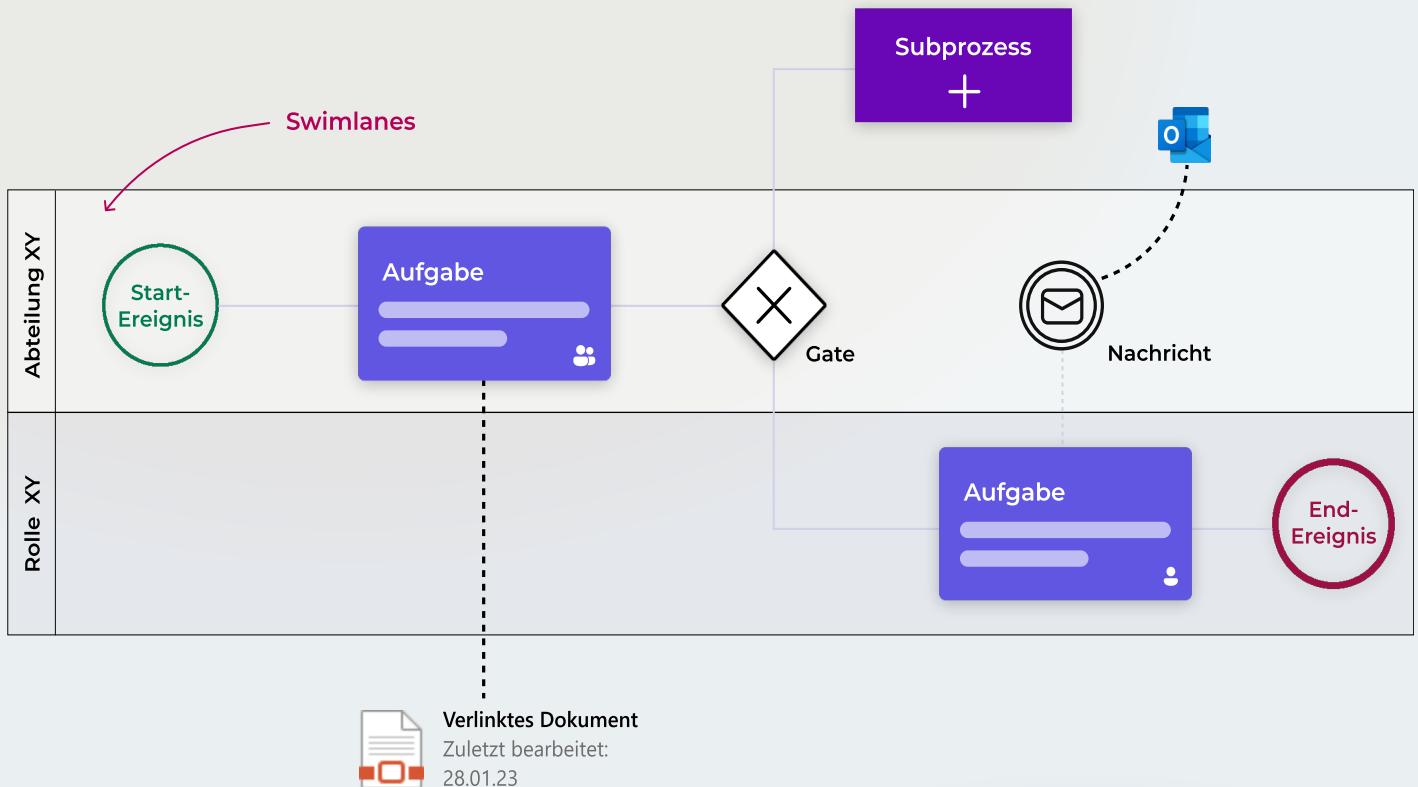 Subprozess
Swimlanes
O
Abteilung XY
Start-
Ereignis
Aufgabe
Gate
Nachricht
Rolle XY
Aufgabe
End-
Ereignis
Verlinktes Dokument
Zuletzt bearbeitet:
28.01.23